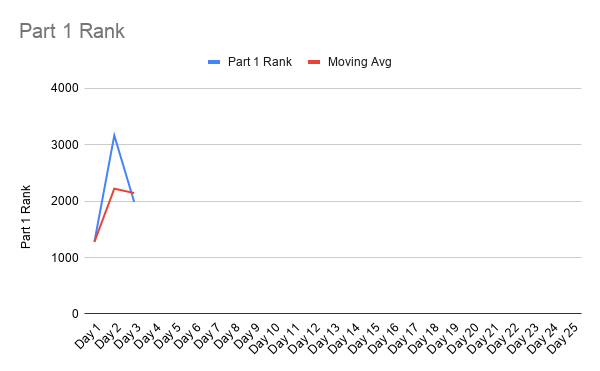 Part 1 Rank
Part 1 Rank Moving Avg
4000
3000
2000
1000
0
Part 1 Rank
Day 1 Day 2 Day 3 Day 4 Day 5 Day 6 Day 7 Day 8 Day 9 Day 10 Day 11 Day 12 Day 13 Day 14 Day 15 Day 16 Day 17 Day 18 Day 19 Day 20 Day 21 Day 22 Day 23 Day 24 Day 25